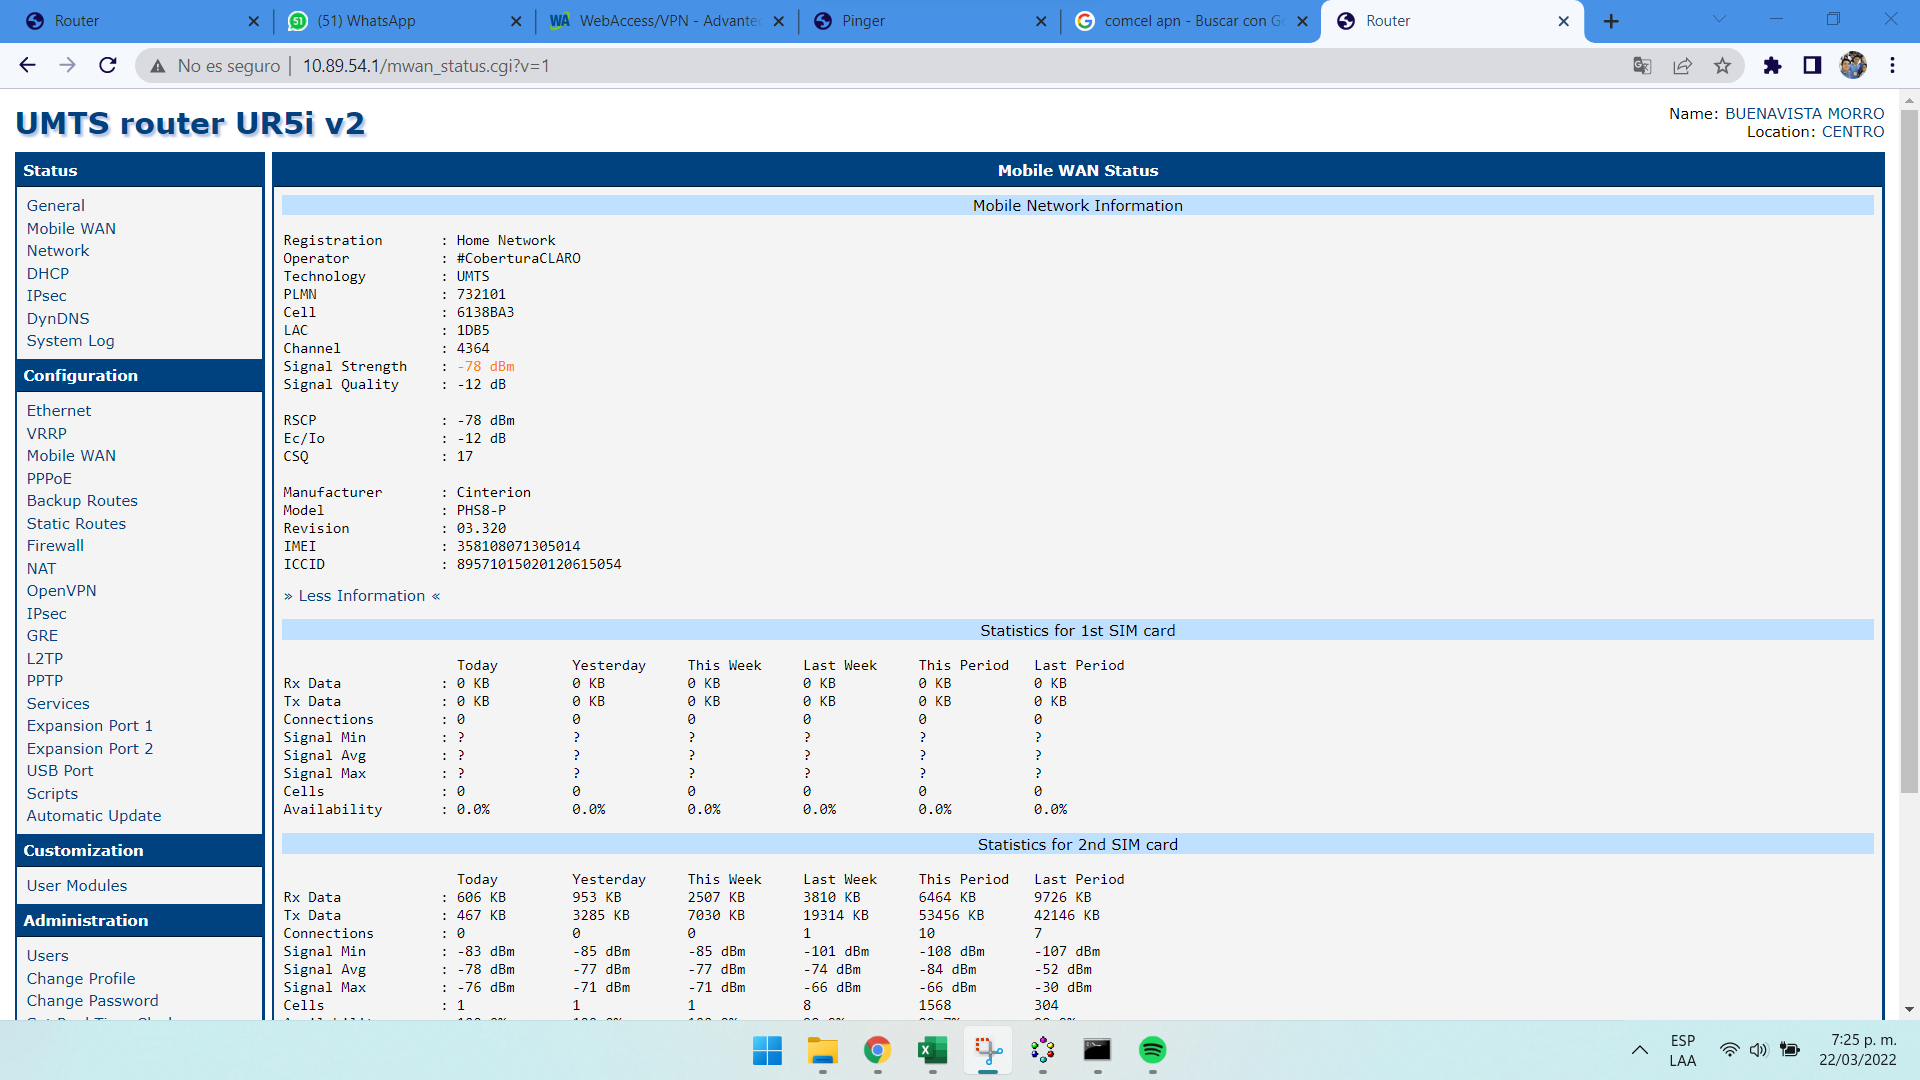 Router
(51) WhatsApp
WebAccess/VPN - Advante
Pinger
comcel apn - Buscar con G
Router
No es seguro | 10.89.54.1/mwan_status.cgi?v=1
UMTS router UR5i v2
Name: BUENAVISTA MORRO
Location: CENTRO
Status
General
Mobile WAN
Network
DHCP
IPsec
DynDNS
System Log
Configuration
Ethernet
VRRP
Mobile WAN
PPPoE
Backup Routes
Static Routes
Firewall
NAT
OpenVPN
IPsec
GRE
L2TP
PPTP
Services
Expansion Port 1
Expansion Port 2
USB Port
Scripts
Automatic Update
Customization
User Modules
Administration
Users
Change Profile
Change Password
Mobile WAN Status
Mobile Network Information
Registration : Home Network
Operator : #CoberturaCLARO
Technology : UMTS
PLMN : 732101
Cell : 6138BA3
LAC : 1DB5
Channel : 4364
Signal Strength : -78 dBm
Signal Quality : -12 dB
RSCP : -78 dBm
Ec/Io : -12 dB
CSQ : 17
Manufacturer : Cinterion
Model : PHS8-P
Revision : 03.320
IMEI : 358108071305014
ICCID : 89571015020120615054
» Less Information «
Statistics for 1st SIM card
Today Yesterday This Week Last Week This Period Last Period
Rx Data : 0 KB 0 KB 0 KB 0 KB 0 KB 0 KB
Tx Data : 0 KB 0 KB 0 KB 0 KB 0 KB 0 KB
Connections : 0 0 0 0 0 0
Signal Min : ? ? ? ? ? ?
Signal Avg : ? ? ? ? ? ?
Signal Max : ? ? ? ? ? ?
Cells : 0 0 0 0 0 0
Availability : 0.0% 0.0% 0.0% 0.0% 0.0% 0.0%
Statistics for 2nd SIM card
Today Yesterday This Week Last Week This Period Last Period
Rx Data : 606 KB 953 KB 2507 KB 3810 KB 6464 KB 9726 KB
Tx Data : 467 KB 3285 KB 7030 KB 19314 KB 53456 KB 42146 KB
Connections : 0 0 0 1 10 7
Signal Min : -83 dBm -85 dBm -85 dBm -101 dBm -108 dBm -107 dBm
Signal Avg : -78 dBm -77 dBm -77 dBm -74 dBm -84 dBm -52 dBm
Signal Max : -76 dBm -71 dBm -71 dBm -66 dBm -66 dBm -30 dBm
Cells : 1 1 1 8 1568 304
ESP
LAA
7:25 p. m.
22/03/2022